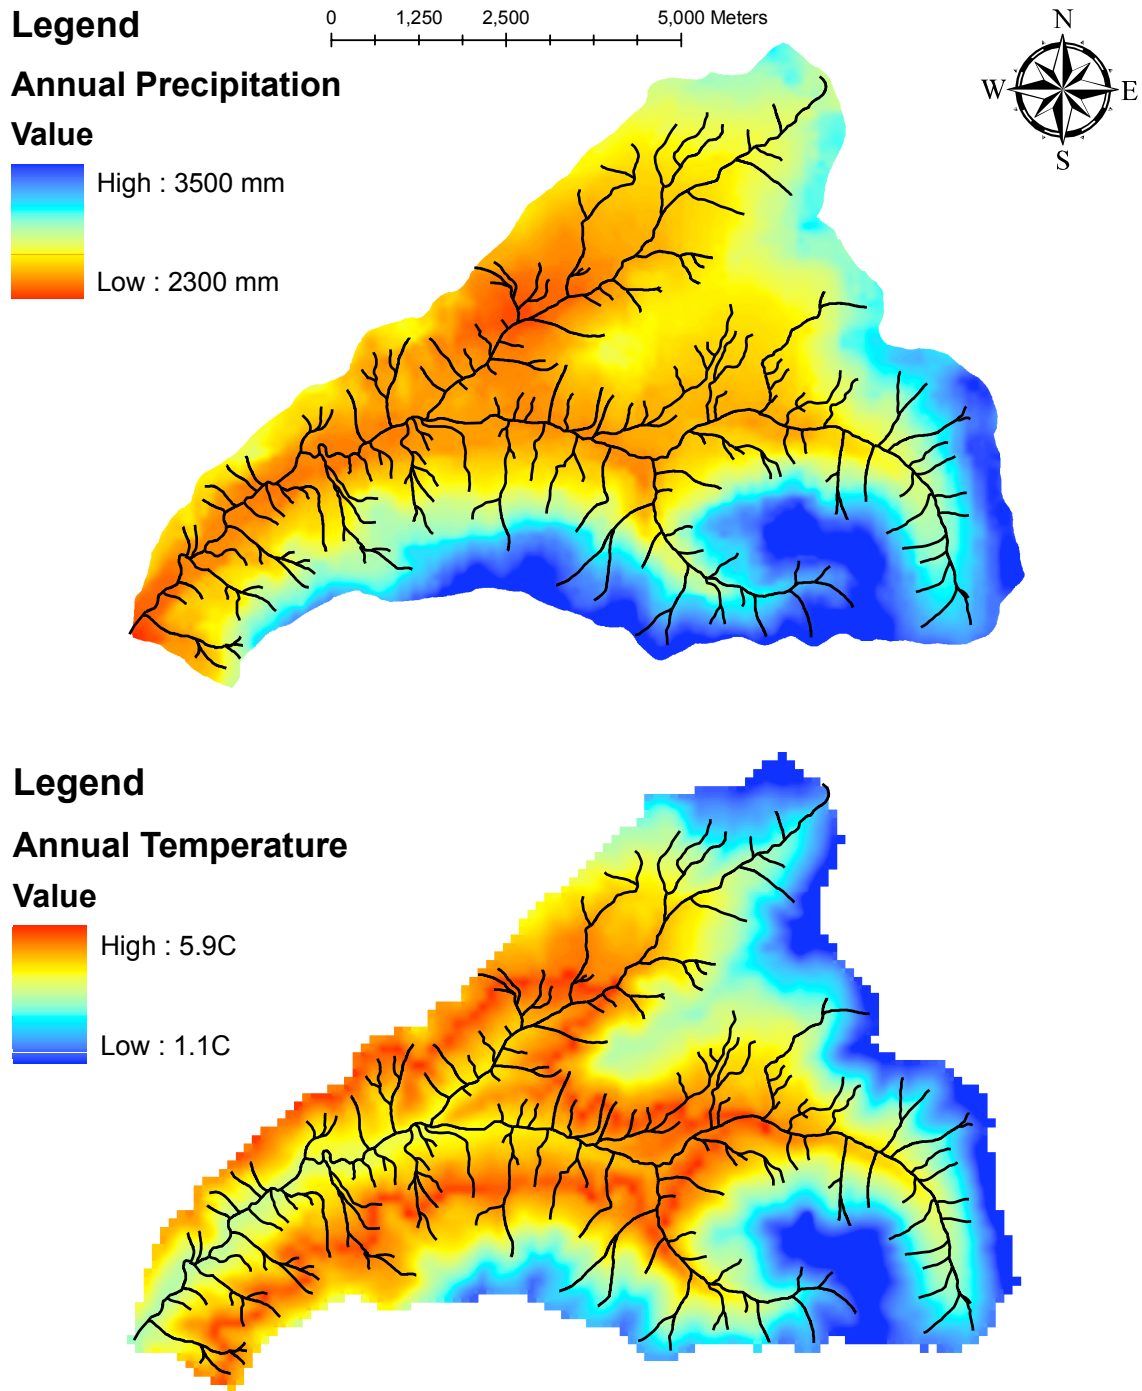 Legend
0 1,250 2,500 5,000 Meters
Annual Precipitation
Value
High : 3500 mm
Low : 2300 mm
N
W E
S
Legend
Annual Temperature
Value
High : 5.9C
Low : 1.1C